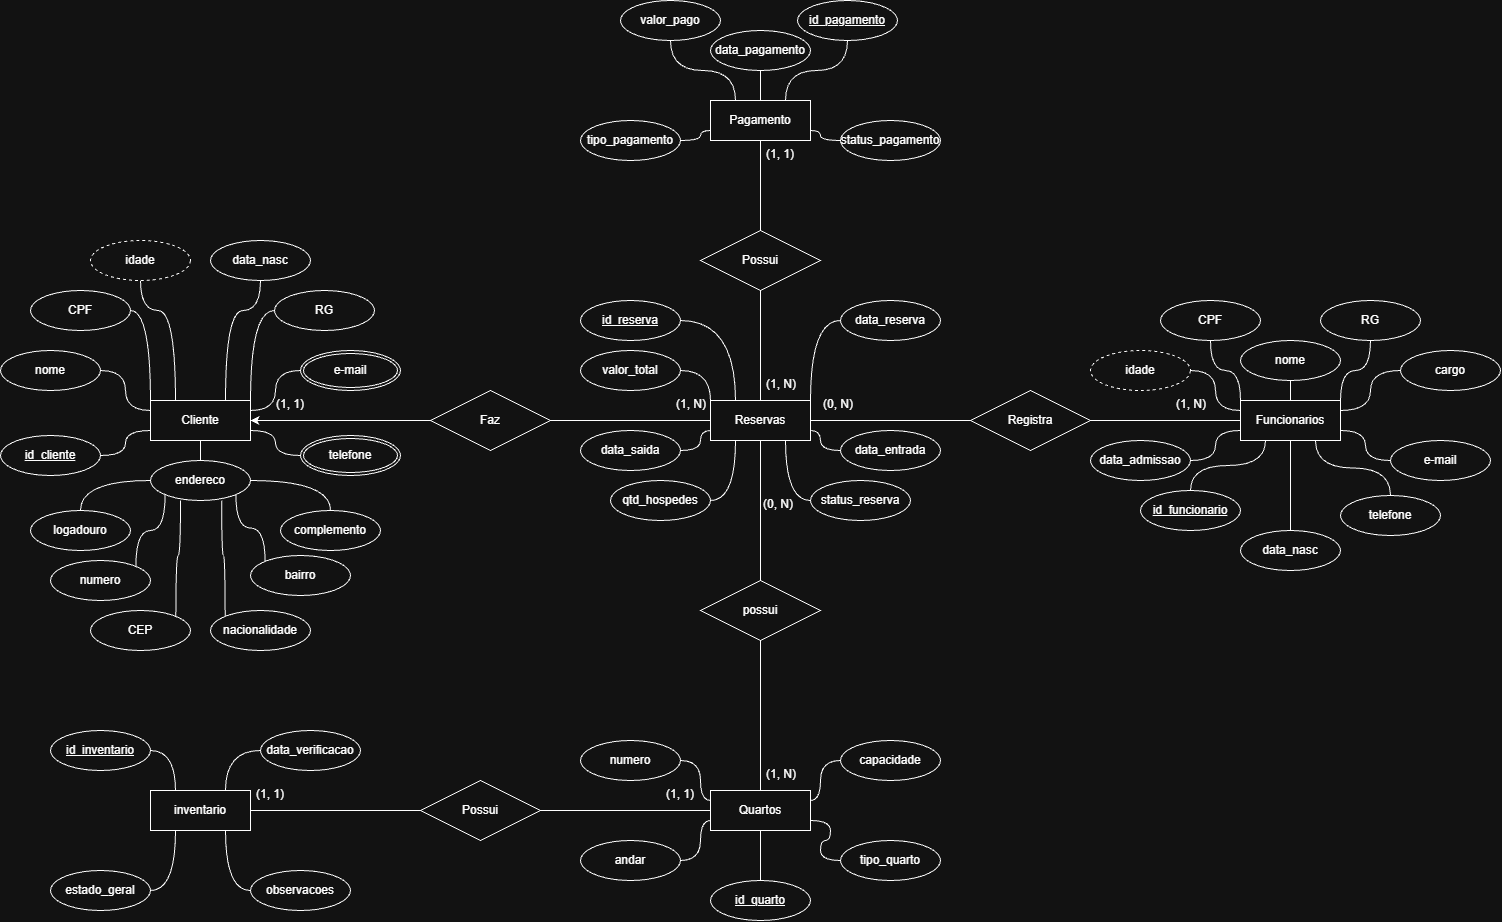 valor_pago
id_pagamento
data_pagamento
Pagamento
tipo_pagamento
status_pagamento
(1, 1)
Possui
idade
data_nasc
CPF
RG
nome
e-mail
(1, 1)
Cliente
id_cliente
telefone
endereco
logadouro
complemento
numero
bairro
CEP
nacionalidade
Faz
id_reserva
data_reserva
valor_total
(1, N)
(1, N)
(0, N)
Reservas
data_saida
data_entrada
qtd_hospedes
(0, N)
status_reserva
Registra
CPF
RG
idade
nome
cargo
(1, N)
Funcionarios
data_admissao
e-mail
id_funcionario
telefone
data_nasc
possui
id_inventario
data_verificacao
(1, 1)
inventario
estado_geral
observacoes
Possui
numero
capacidade
(1, N)
(1, 1)
Quartos
andar
tipo_quarto
id_quarto